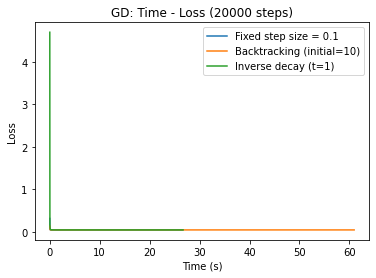 GD: Time - Loss (20000 steps)
Fixed step size = 0.1
Backtracking (initial=10)
Inverse decay (t=1)
Loss
4
3
2
1
0
0 10 20 30 40 50 60
Time (s)